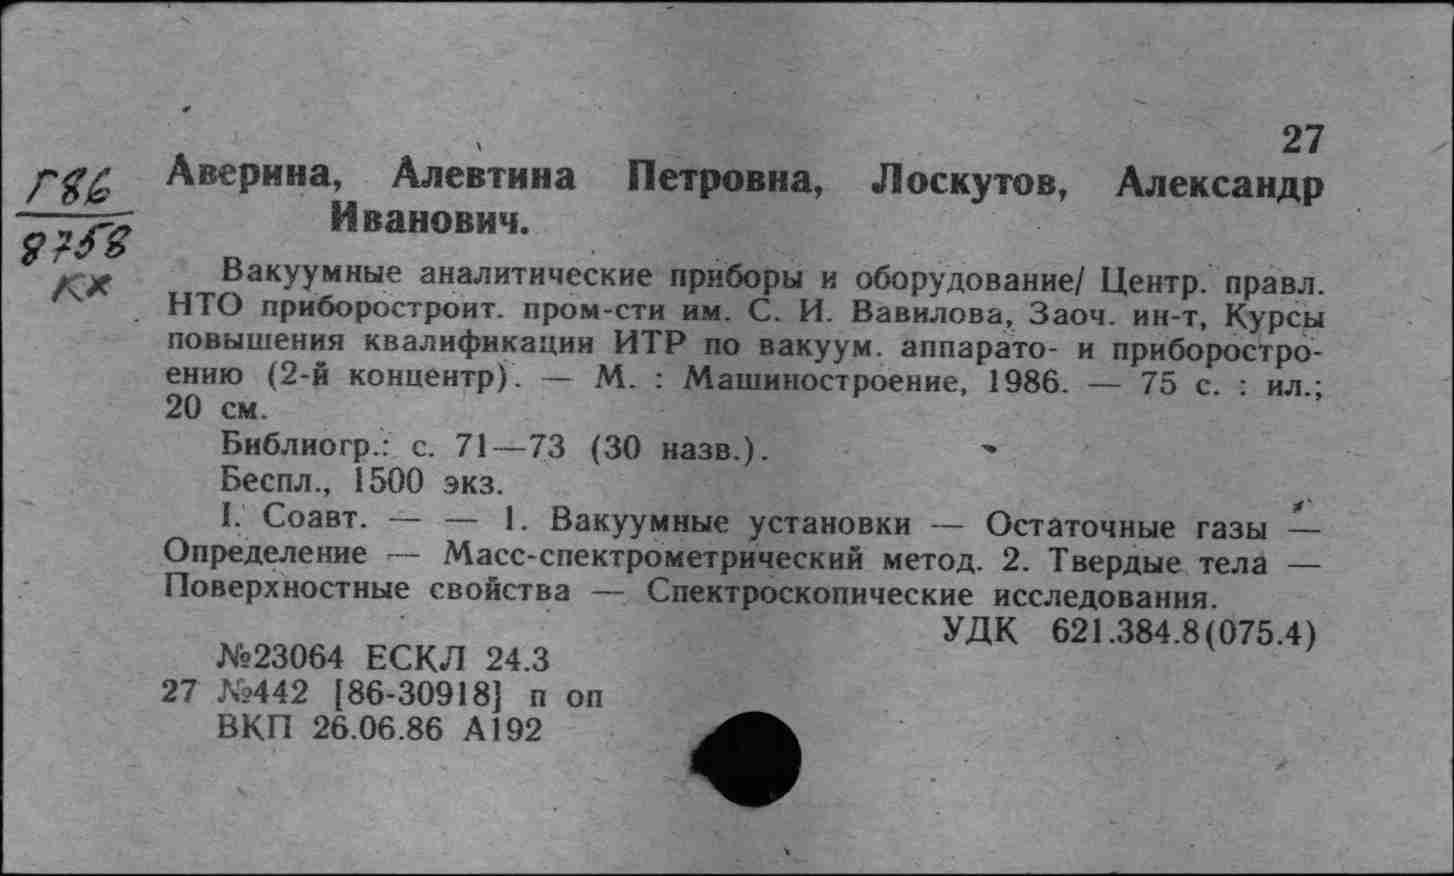 27
Г86
8758
кх
Аверина, Алевтина Петровна, Лоскутов, Александр
Иванович.
Вакуумные аналитические приборы и оборудование/ Центр. правл.
НТО приборостроит. пром-сти им. С. И. Вавилова, Заоч. ин-т, Курсы
повышения квалификации ИТР по вакуум. аппарато- и приборостро-
ению (2-й концентр). — М. : Машиностроение, 1986. — 75 с. : ил.;
20 см.
Библиогр.: с. 71—73 (30 назв.).
Беспл., 1500 экз.
I. Соавт. — — 1. Вакуумные установки — Остаточные газы —
Определение — Масс-спектрометрический метод. 2. Твердые тела —
Поверхностные свойства — Спектроскопические исследования.
УДК 621.384.8(075.4)
№23064 ЕСКЛ 24.3
27 №442 [86-30918] п оп
ВКП 26.06.86 А192